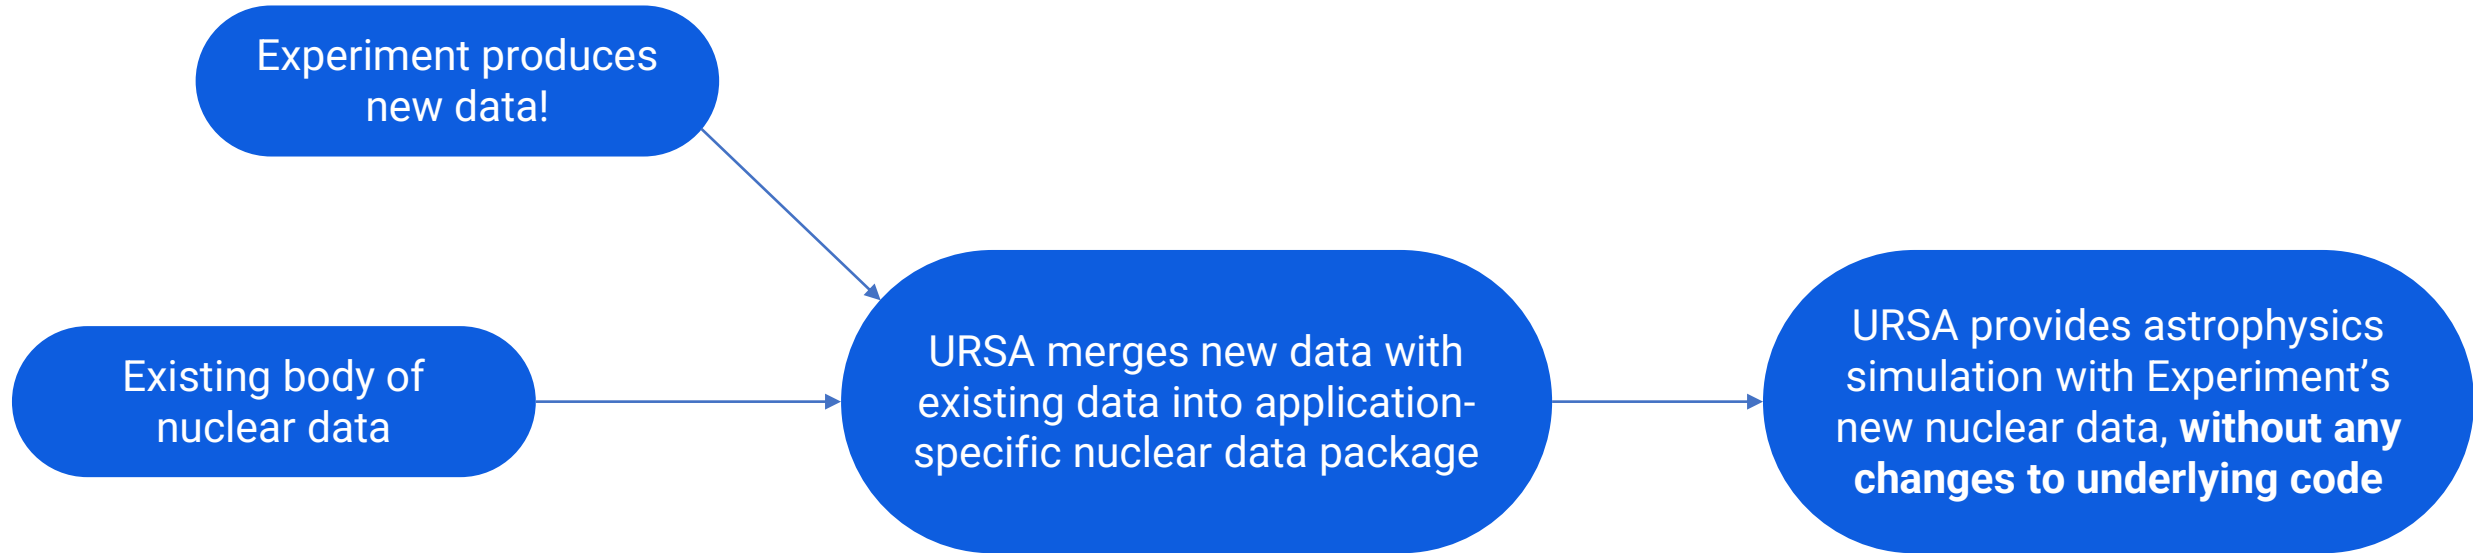 Experiment produces
new data!
Existing body of
nuclear data
URSA merges new data with
existing data into application-
specific nuclear data package
URSA provides astrophysics
simulation with Experiment’s
new nuclear data, without any
changes to underlying code